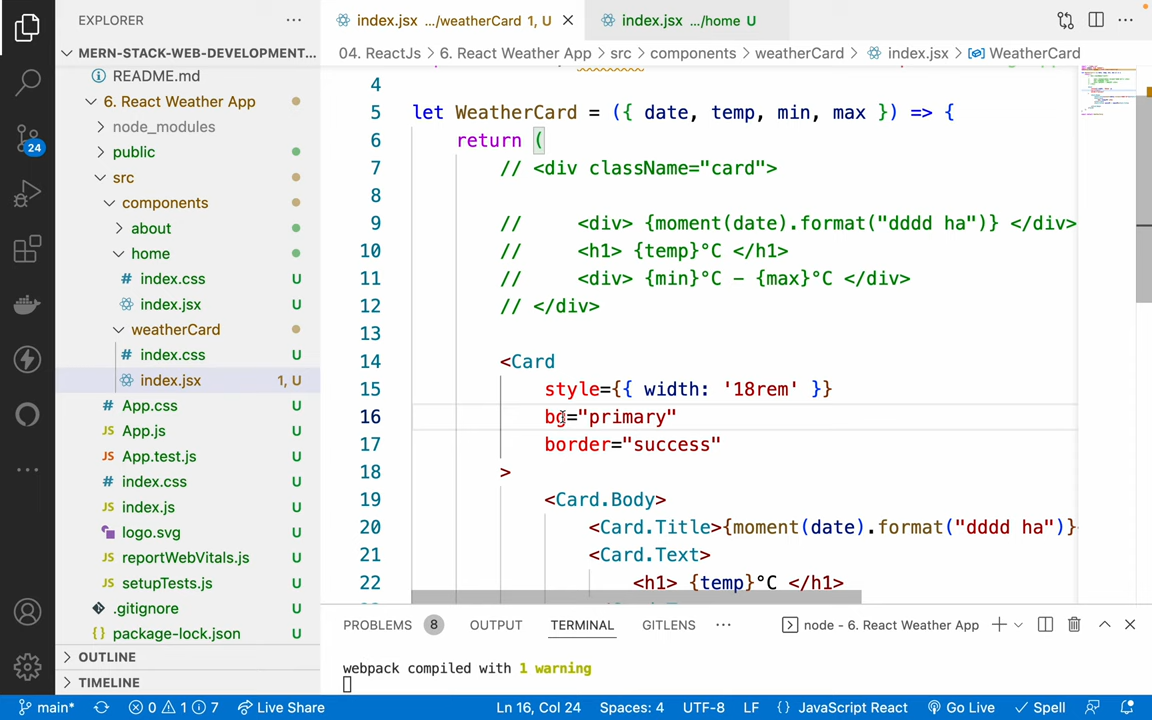 EXPLORER
MERN-STACK-WEB-DEVELOPMENT...
README.md
6. React Weather App
node_modules
public
src
components
about
home
index.css U
index.jsx U
weatherCard
index.css U
index.jsx 1, U
App.css U
App.js U
App.test.js U
index.css U
index.js U
logo.svg U
reportWebVitals.js U
setupTests.js U
.gitignore
package-lock.json U
OUTLINE
TIMELINE
24
index.jsx .../weatherCard 1, U
index.jsx .../home U
04. ReactJs > 6. React Weather App > src > components > weatherCard > index.jsx > WeatherCard
4
5 let WeatherCard = ({ date, temp, min, max }) => {
6 return (
7 // <div className="card">
8
9 // <div> {moment(date).format("dddd ha")} </div>
10 // <h1> {temp}°C </h1>
11 // <div> {min}°C - {max}°C </div>
12 // </div>
13
14 <Card
15 style={{ width: '18rem' }}
16 bg="primary"
17 border="success"
18 >
19 <Card.Body>
20 <Card.Title>{moment(date).format("dddd ha")}
21 <Card.Text>
22 <h1> {temp}°C </h1>
PROBLEMS 8 OUTPUT TERMINAL GITLENS ... node - 6. React Weather App
webpack compiled with 1 warning
main* 0 1 7 Live Share Ln 16, Col 24 Spaces: 4 UTF-8 LF {} JavaScript React Go Live Spell